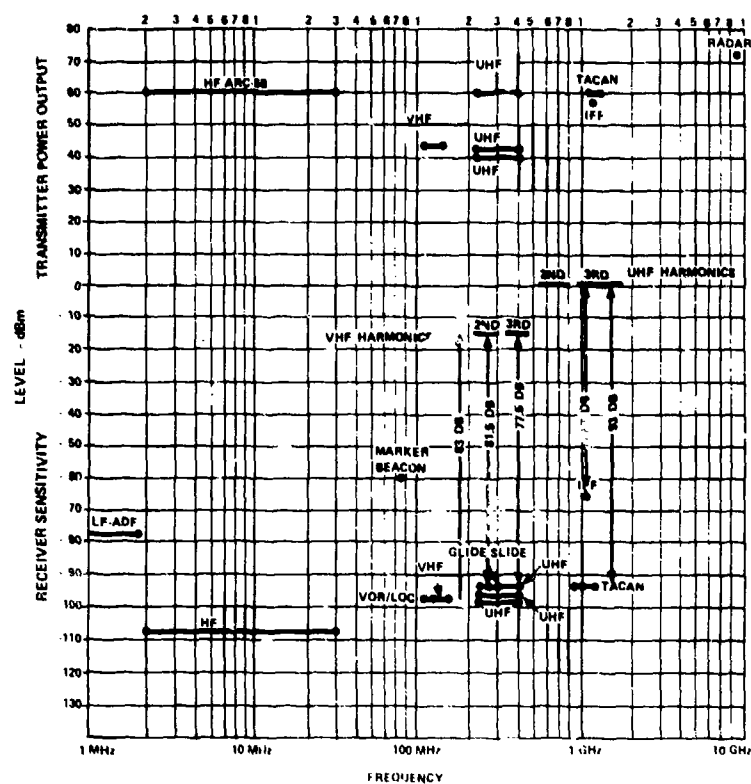 2 3 4 5 6 7 8 1 2 3 4 5 6 7 8 1 2 3 4 5 6 7 8 1 2 3 4 5 6 7 8 1
RADAR
80
70
60
50
40
30
20
10
0
10
20
30
40
50
60
70
80
90
100
-110
120
130
TRANSMITTER POWER OUTPUT
LEVEL - dBm
RECEIVER SENSITIVITY
HF ARC-58
UHF
TACAN
IFF
VHF
UHF
UHF
2ND 3RD UHF HARMONICS
VHF HARMONICS 2ND 3RD
83 DB
81.5 DB
77.5 DB
DB
93 DB
MARKER
BEACON
IFF
LF-ADF
GLIDE SLIDE
VHF
UHF
VOR/LOC
TACAN
UHF
UHF
HF
1 MHz 10 MHz 100 MHz 1 GHz 10 GHz
FREQUENCY